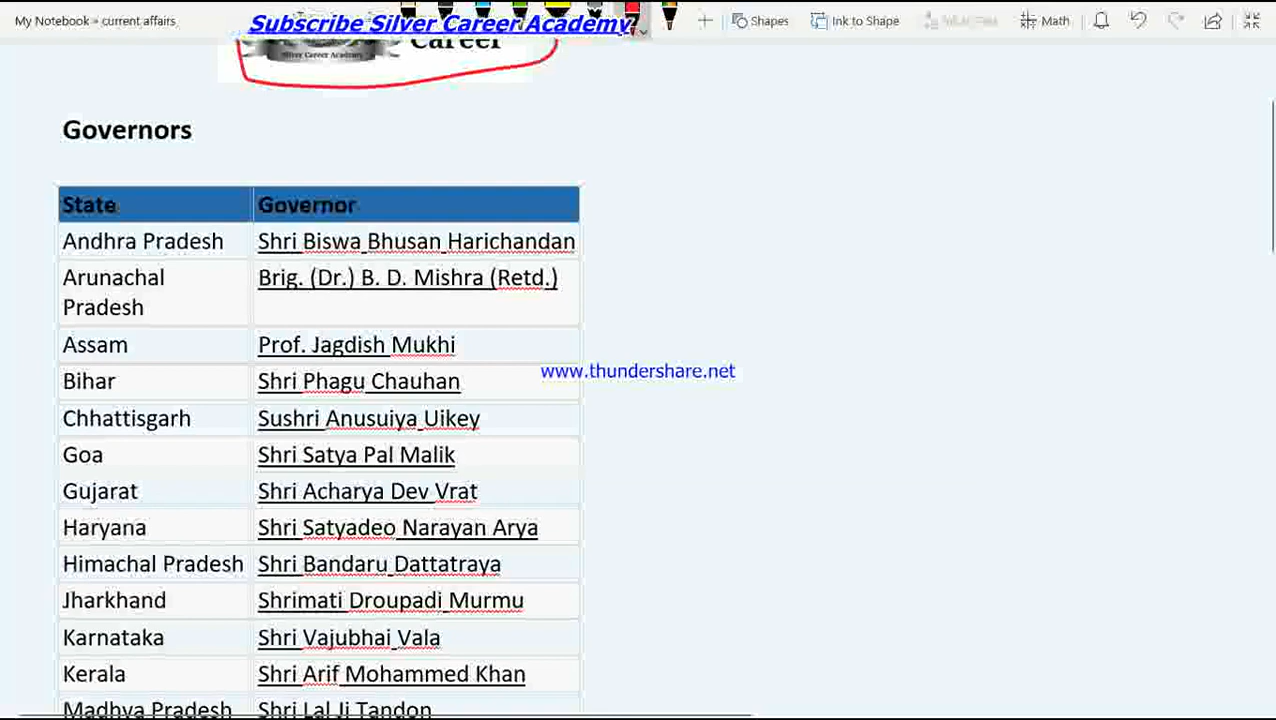 My Notebook » current affairs
Subscribe Silver Career Academy
Shapes
Ink to Shape
Math
Silver Career Academy
Career
Governors
State Governor
Andhra Pradesh Shri Biswa Bhusan Harichandan
Arunachal Brig. (Dr.) B. D. Mishra (Retd.)
Pradesh
Assam Prof. Jagdish Mukhi
www.thundershare.net
Bihar Shri Phagu Chauhan
Chhattisgarh Sushri Anusuiya Uikey
Goa Shri Satya Pal Malik
Gujarat Shri Acharya Dev Vrat
Haryana Shri Satyadeo Narayan Arya
Himachal Pradesh Shri Bandaru Dattatraya
Jharkhand Shrimati Droupadi Murmu
Karnataka Shri Vajubhai Vala
Kerala Shri Arif Mohammed Khan
Madhya Pradesh Shri Lal Ji Tandon